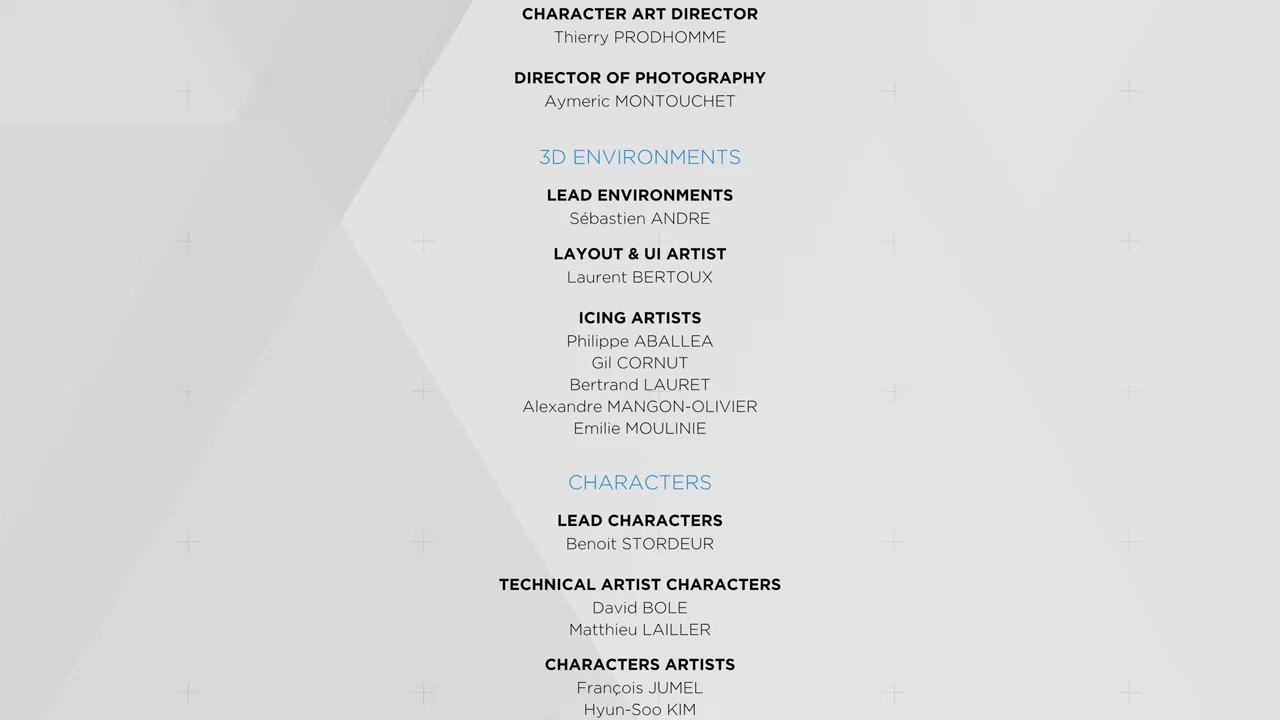 CHARACTER ART DIRECTOR
Thierry PRODHOMME
DIRECTOR OF PHOTOGRAPHY
Aymeric MONTOUCHET
3D ENVIRONMENTS
LEAD ENVIRONMENTS
Sébastien ANDRE
LAYOUT & UI ARTIST
Laurent BERTOUX
ICING ARTISTS
Philippe ABALLEA
Gil CORNUT
Bertrand LAURET
Alexandre MANGON-OLIVIER
Emilie MOULINIE
CHARACTERS
LEAD CHARACTERS
Benoit STORDEUR
TECHNICAL ARTIST CHARACTERS
David BOLE
Matthieu LAILLER
CHARACTERS ARTISTS
François JUMEL
Hyun-Soo KIM